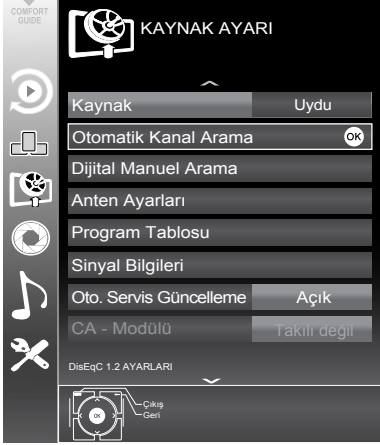 COMFORT
GUIDE
KAYNAK AYARI
Kaynak Uydu
Otomatik Kanal Arama OK
Dijital Manuel Arama
Anten Ayarları
Program Tablosu
Sinyal Bilgileri
Oto. Servis Güncelleme Açık
CA - Modülü Takılı değil
DisEqC 1.2 AYARLARI
Çıkış
OK
Geri